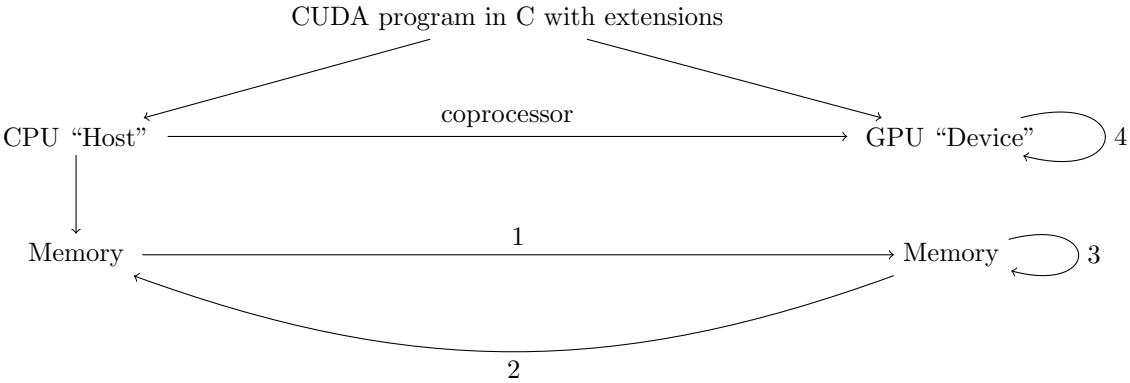 CUDA program in C with extensions
coprocessor
CPU “Host”
GPU “Device”
4
1
Memory
Memory
3
2